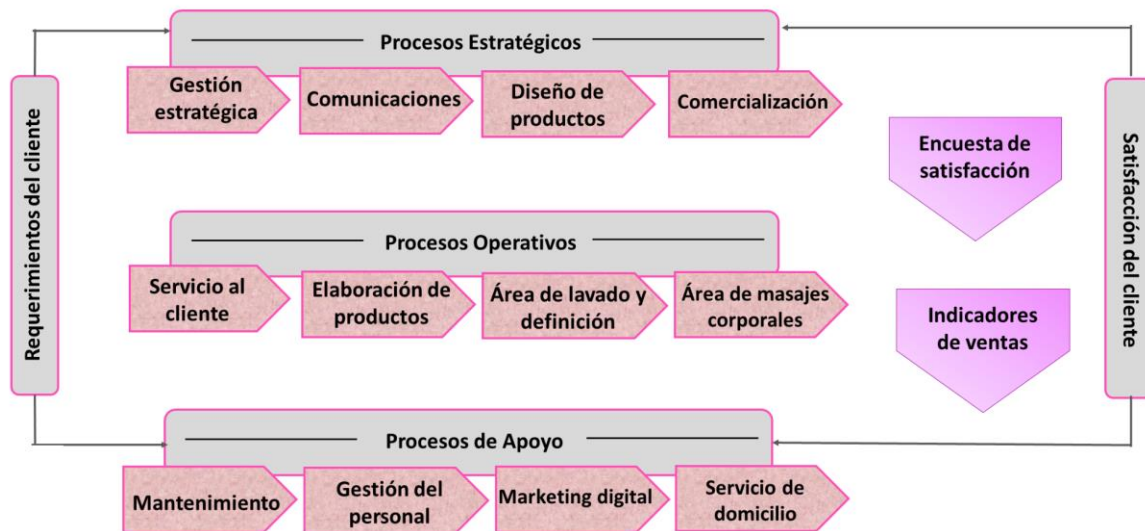 Requerimientos del cliente
Procesos Estratégicos
Gestión
estratégica
Comunicaciones
Diseño de
productos
Comercialización
Procesos Operativos
Servicio al
cliente
Elaboración de
productos
Área de lavado y
definición
Área de masajes
corporales
Procesos de Apoyo
Mantenimiento
Gestión del
personal
Marketing digital
Servicio de
domicilio
Encuesta de
satisfacción
Indicadores
de ventas
Satisfacción del cliente